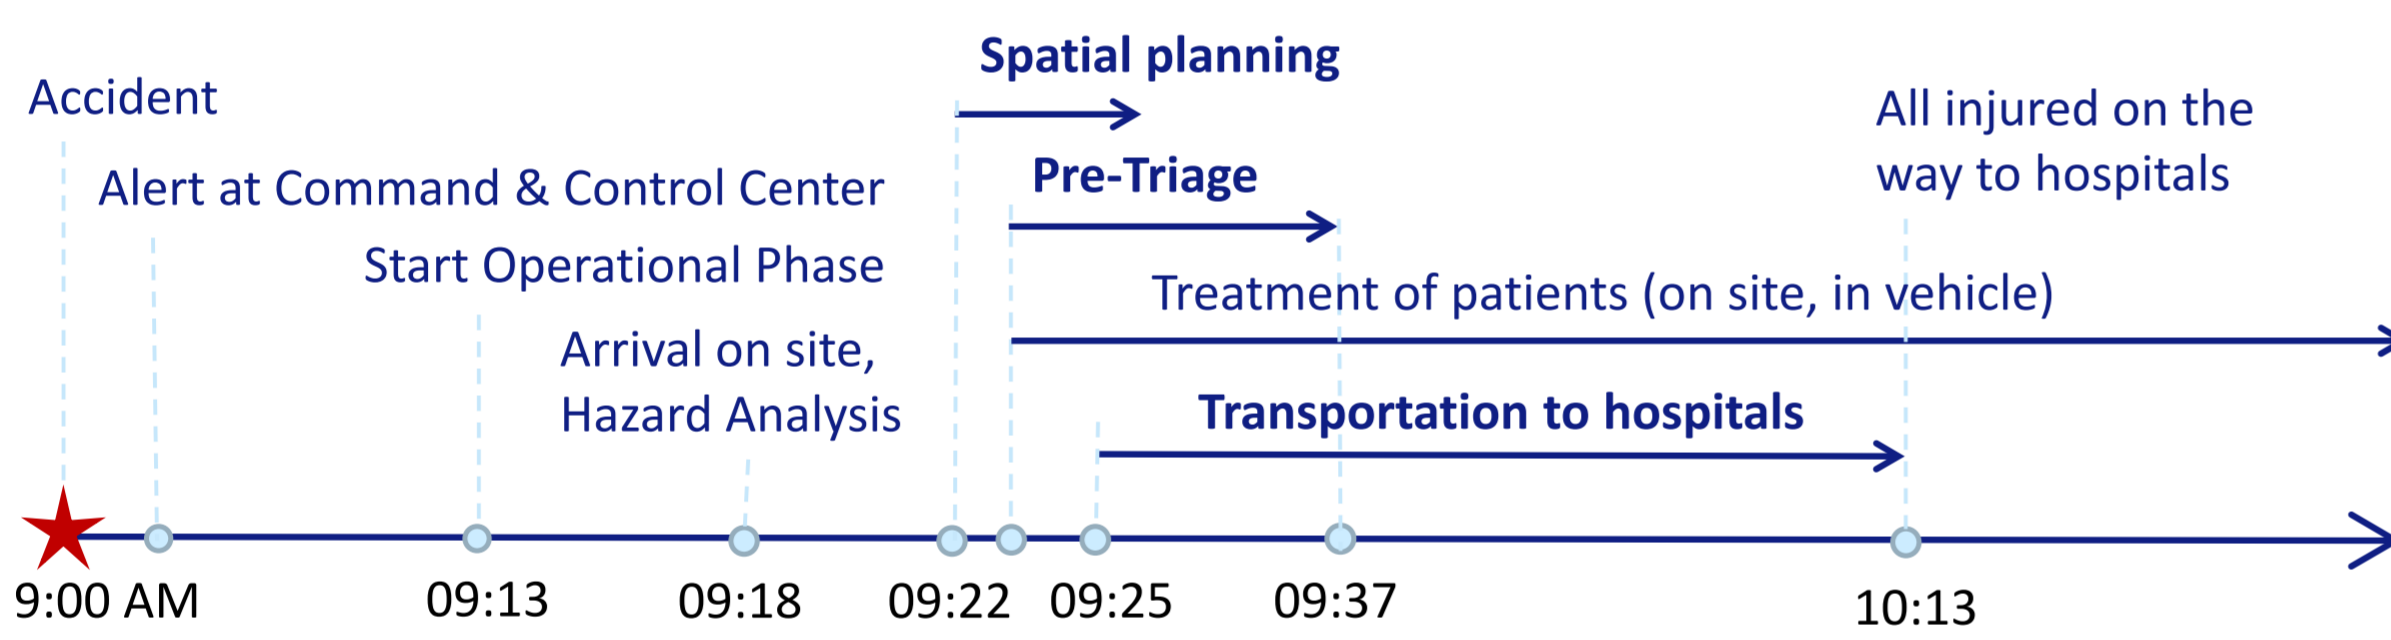 Spatial planning
Accident
All injured on the
way to hospitals
Pre-Triage
Alert at Command & Control Center
Start Operational Phase
Treatment of patients (on site, in vehicle)
Arrival on site,
Hazard Analysis
Transportation to hospitals
9:00 AM
09:13
09:18
09:22
09:25
09:37
10:13